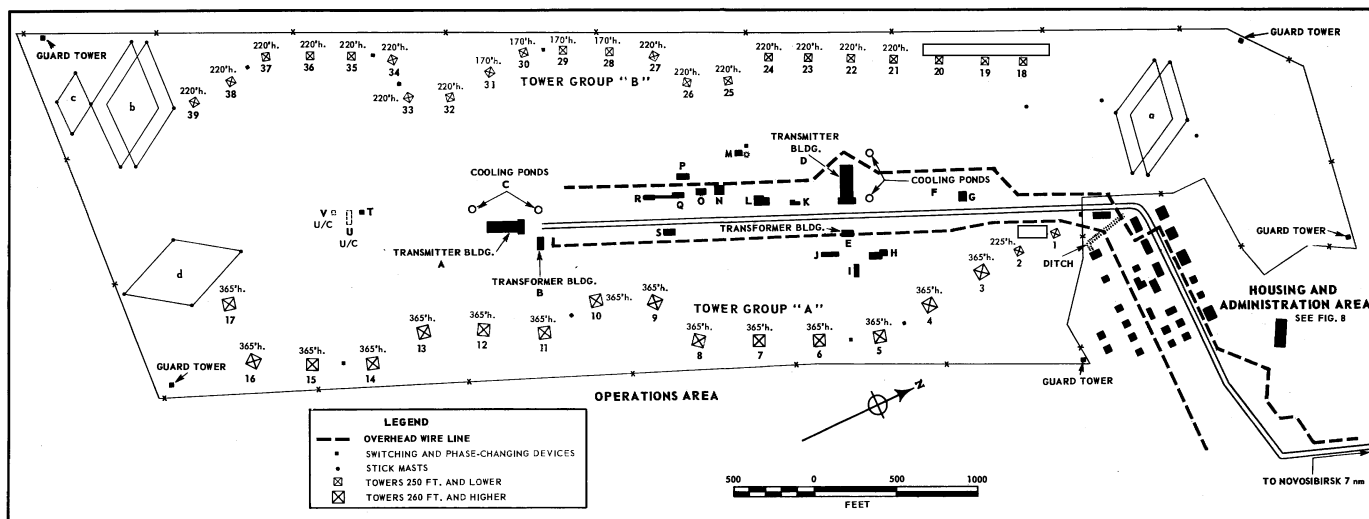 GUARD TOWER
GUARD TOWER
220'h. 220'h. 220'h. 220'h. 170'h. 170'h. 170'h. 220'h. 220'h. 220'h. 220'h. 220'h.
37 36 35 34 30 29 28 27 24 23 22 21 20 19 18
170'h.
31
TOWER GROUP "B"
220'h. 220'h. 220'h. 220'h. 220'h. 220'h.
39 38 33 32 26 25
c b a
TRANSMITTER
BLDG.
D
M
P
COOLING PONDS
C
COOLING PONDS
R Q O N L K F G
V T
U/C U
U/C
S
TRANSFORMER BLDG.
E
TRANSMITTER BLDG.
A
TRANSFORMER BLDG.
B
J I H
225'h.
2 1
DITCH
GUARD TOWER
d
HOUSING AND
ADMINISTRATION AREA
SEE FIG. 8
TOWER GROUP "A"
365'h. 365'h. 365'h. 365'h. 365'h. 365'h. 365'h. 365'h. 365'h. 365'h. 365'h. 365'h. 365'h. 365'h. 365'h.
17 16 15 14 13 12 11 10 9 8 7 6 5 4 3
GUARD TOWER
GUARD TOWER
OPERATIONS AREA
N
LEGEND
OVERHEAD WIRE LINE
SWITCHING AND PHASE-CHANGING DEVICES
STICK MASTS
TOWERS 250 FT. AND LOWER
TOWERS 260 FT. AND HIGHER
500 0 500 1000
FEET
TO NOVOSIBIRSK 7 nm